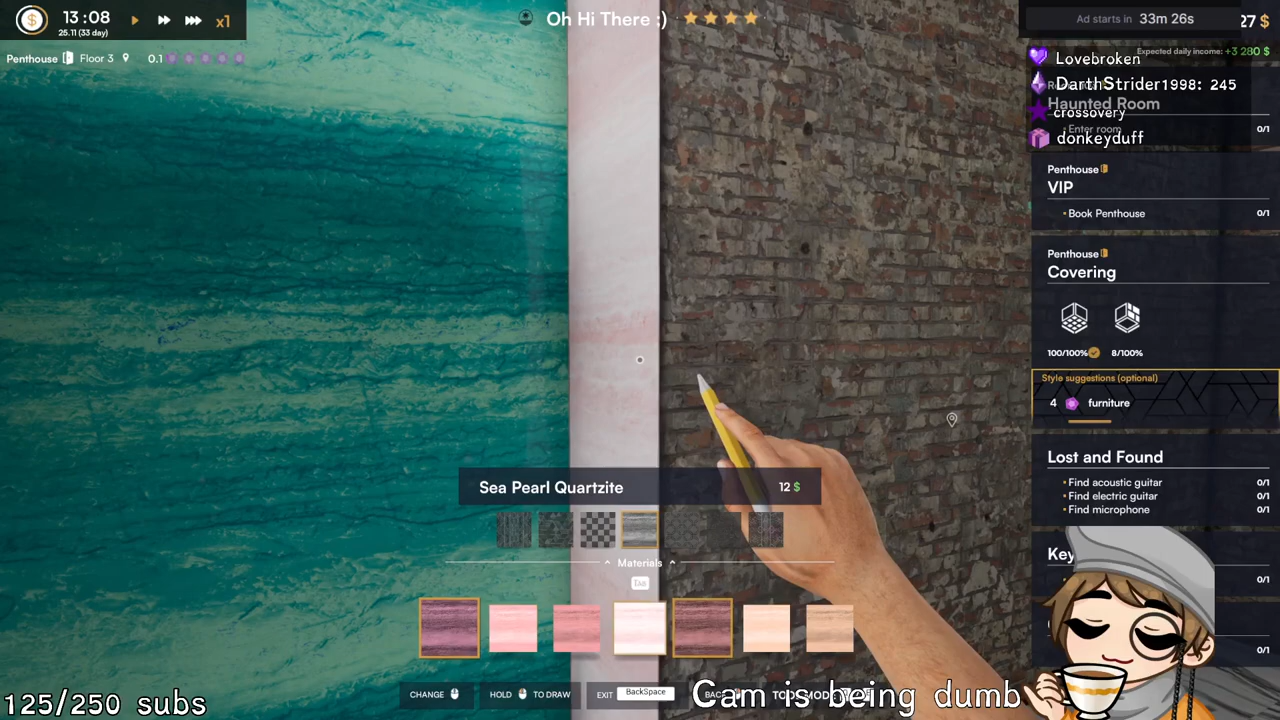 13:08
x1
25.11 (33 day)
Penthouse Floor 3 0.1
Oh Hi There :)
Ad starts in 33m 26s
27 $
Expected daily income: +3 280 $
Lovebroken
DarthStrider1998: 245
Haunted Room
crossovery
Enter room 0/1
donkeyduff
Penthouse
VIP
Book Penthouse 0/1
Penthouse
Covering
100/100% 8/100%
Style suggestions (optional)
4 furniture
Lost and Found
Find acoustic guitar 0/1
Find electric guitar 0/1
Find microphone 0/1
Key
0/1
0/1
Sea Pearl Quartzite 12 $
Materials
Tab
CHANGE HOLD TO DRAW EXIT BackSpace
Cam is being dumb
125/250 subs